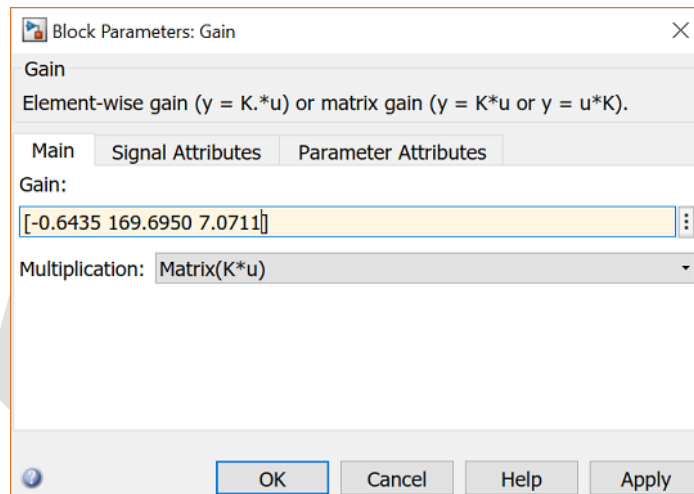 Block Parameters: Gain
Gain
Element-wise gain (y = K.*u) or matrix gain (y = K*u or y = u*K).
Main Signal Attributes Parameter Attributes
Gain:
[-0.6435 169.6950 7.0711]
Multiplication: Matrix(K*u)
OK Cancel Help Apply